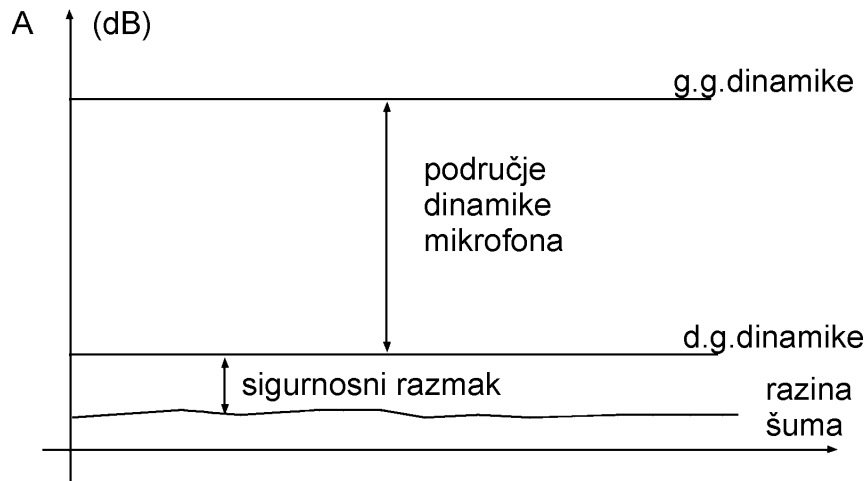 A (dB)
g.g.dinamike
područje
dinamike
mikrofona
d.g.dinamike
sigurnosni razmak
razina
šuma